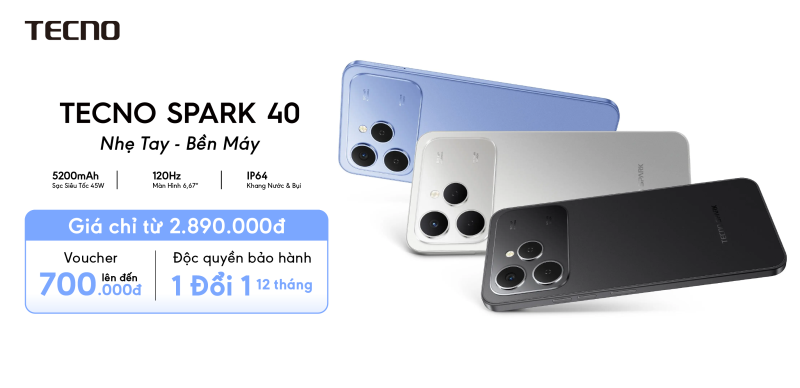 TECNO
TECNO SPARK 40
Nhẹ Tay - Bền Máy
5200mAh
Sạc Siêu Tốc 45W
120Hz
Màn Hình 6,67"
IP64
Kháng Nước & Bụi
Giá chỉ từ 2.890.000đ
Voucher
700.000đ
lên đến
Độc quyền bảo hành
1 Đổi 1 12 tháng
TECNO SPARK